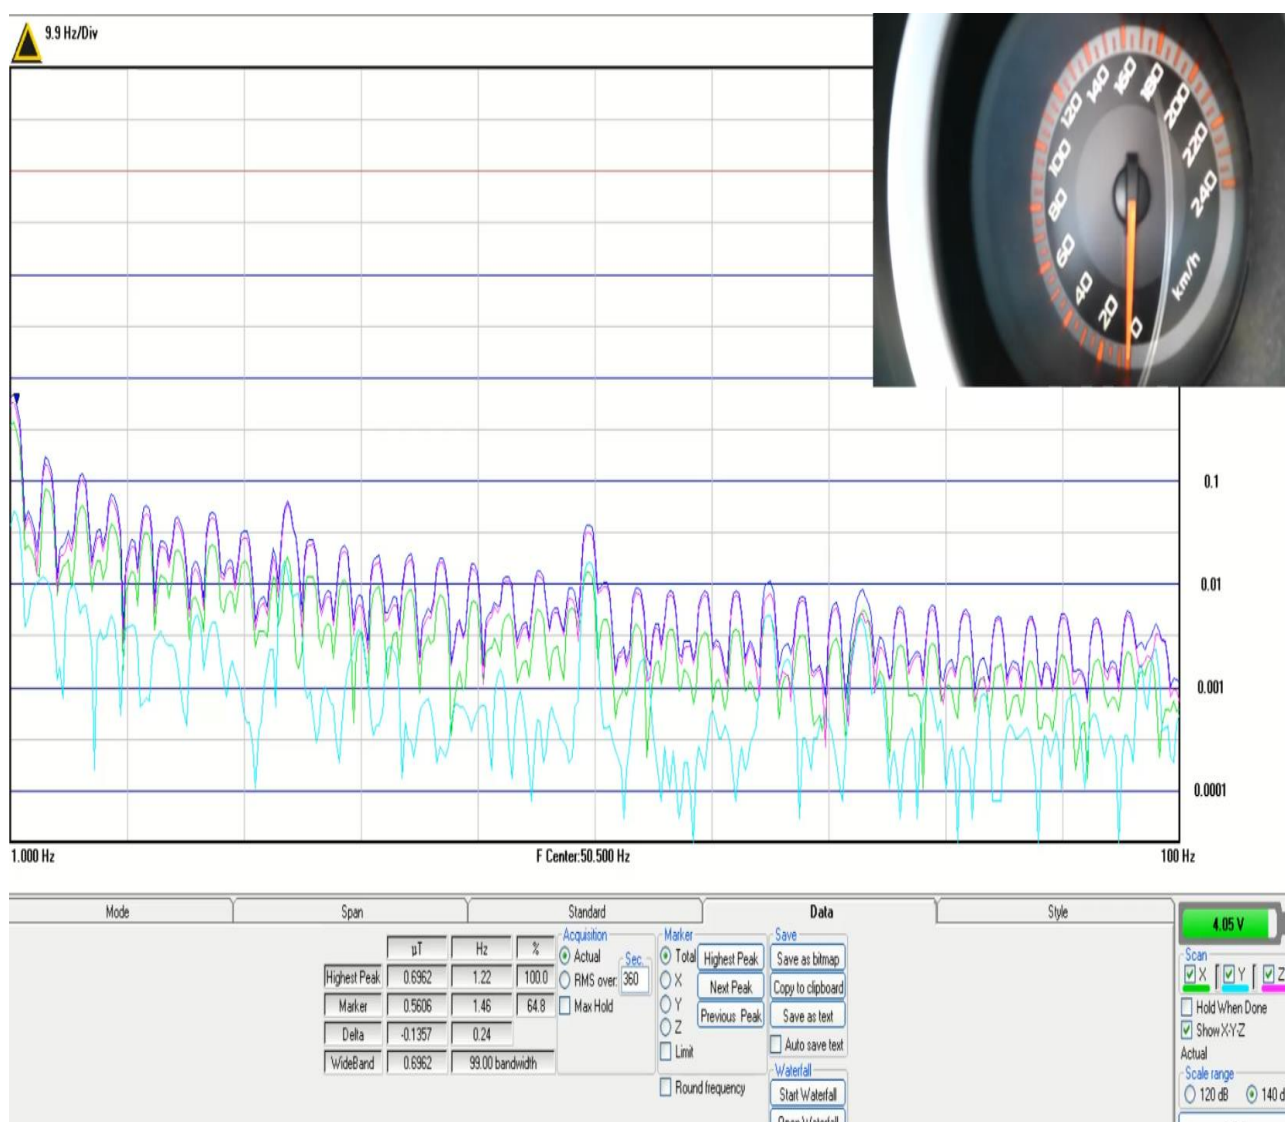 9.9 Hz/Div
0
20
40
60
80
100
120
140
160
180
200
220
240
km/h
0.1
0.01
0.001
0.0001
1.000 Hz F Center:50.500 Hz 100 Hz
Mode Span Standard Data Style
µT Hz %
Highest Peak 0.6962 1.22 100.0
Marker 0.5606 1.46 64.8
Delta -0.1357 0.24
WideBand 0.6962 99.00 bandwidth
Acquisition
Actual Sec.
RMS over: 360
Max Hold
Marker
Total
X
Y
Z
Limit
Round frequency
Highest Peak
Next Peak
Previous Peak
Save
Save as bitmap
Copy to clipboard
Save as text
Auto save text
Waterfall
Start Waterfall
Open Waterfall
4.05 V
Scan
X Y Z
Hold When Done
Show X-Y-Z
Actual
Scale range
120 dB 140 d